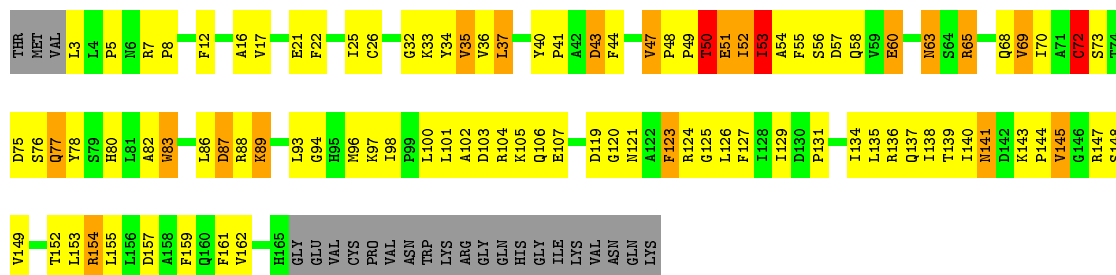 THR MET VAL L3 L4 P5 N6 R7 P8 F12 A16 V17 E21 F22 I25 C26 G32 K33 Y34 V35 V36 L37 Y40 P41 A42 D43 F44 V47 P48 P49 T50 E51 I52 I53 A54 F55 S56 D57 Q58 V59 E60 N63 S64 R65 Q68 V69 I70 A71 C72 S73 T74
D75 S76 Q77 Y78 S79 H80 L81 A82 W83 L86 D87 R88 K89 L93 G94 H95 M96 K97 I98 P99 L100 L101 A102 D103 R104 K105 Q106 E107 D119 G120 N121 A122 F123 R124 G125 L126 F127 I128 I129 D130 P131 I134 L135 R136 Q137 I138 T139 I140 N141 D142 K143 P144 V145 G146 R147 S148
V149 T152 L153 R154 L155 L156 D157 A158 F159 Q160 F161 V162 H165 GLY GLU VAL CYS PRO VAL ASN TRP LYS ARG GLY GLN HIS GLY ILE LYS VAL ASN GLN LYS